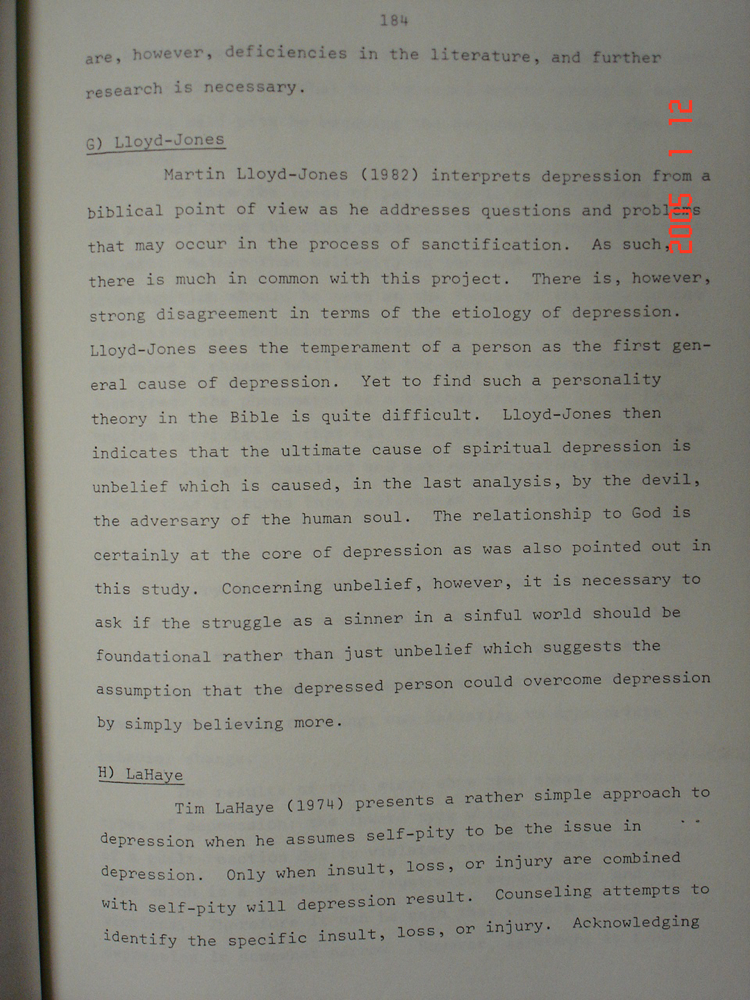 184
are, however, deficiencies in the literature, and further
research is necessary.
G) Lloyd-Jones
Martin Lloyd-Jones (1982) interprets depression from a
biblical point of view as he addresses questions and problems
that may occur in the process of sanctification. As such,
there is much in common with this project. There is, however,
strong disagreement in terms of the etiology of depression.
Lloyd-Jones sees the temperament of a person as the first gen-
eral cause of depression. Yet to find such a personality
theory in the Bible is quite difficult. Lloyd-Jones then
indicates that the ultimate cause of spiritual depression is
unbelief which is caused, in the last analysis, by the devil,
the adversary of the human soul. The relationship to God is
certainly at the core of depression as was also pointed out in
this study. Concerning unbelief, however, it is necessary to
ask if the struggle as a sinner in a sinful world should be
foundational rather than just unbelief which suggests the
assumption that the depressed person could overcome depression
by simply believing more.
H) LaHaye
Tim LaHaye (1974) presents a rather simple approach to
depression when he assumes self-pity to be the issue in
depression. Only when insult, loss, or injury are combined
with self-pity will depression result. Counseling attempts to
identify the specific insult, loss, or injury. Acknowledging
2005 1 12